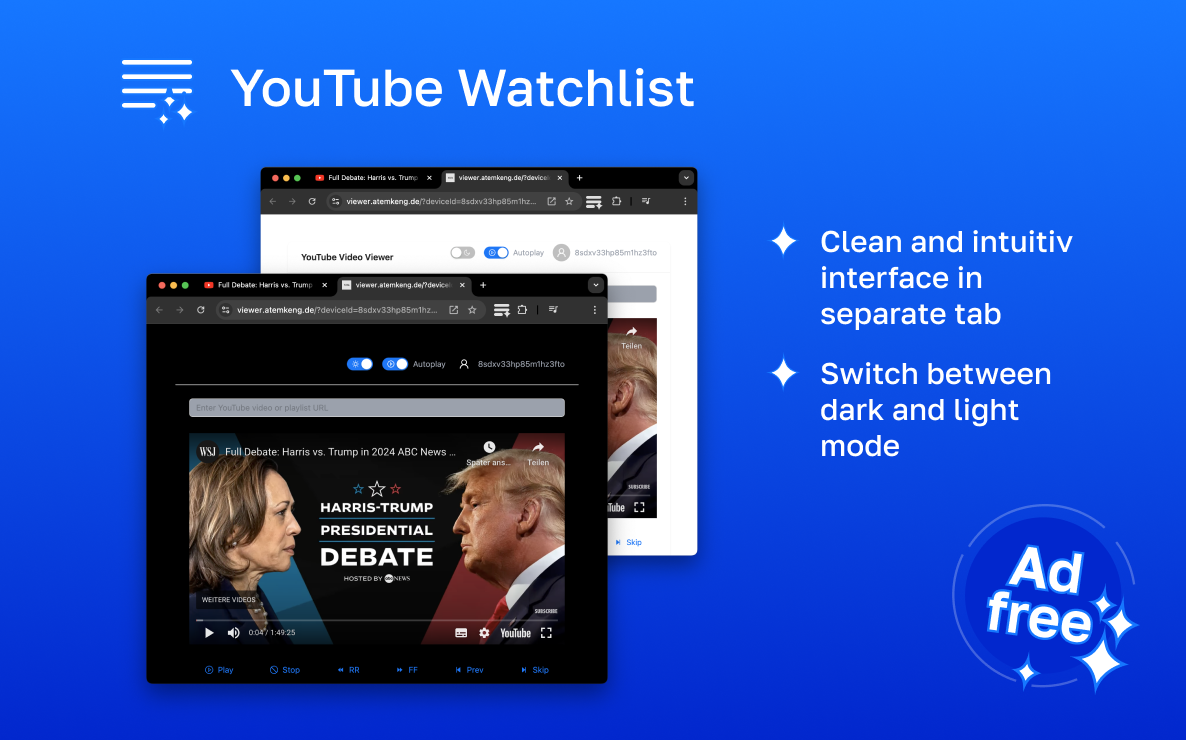 YouTube Watchlist
Full Debate: Harris vs. Trump
viewer.atemkeng.de/?deviceI
viewer.atemkeng.de/?deviceId=8sdxv33hp85m1hz...
YouTube Video Viewer
Autoplay
8sdxv33hp85m1hz3fto
Teilen
SUBSCRIBE
Tube
Skip
Full Debate: Harris vs. Trump
viewer.atemkeng.de/?deviceI
viewer.atemkeng.de/?deviceId=8sdxv33hp85m1hz...
Autoplay
8sdxv33hp85m1hz3fto
Enter YouTube video or playlist URL
WSJ Full Debate: Harris vs. Trump in 2024 ABC News ...
Später ans...
Teilen
HARRIS-TRUMP
PRESIDENTIAL
DEBATE
HOSTED BY abc NEWS
WEITERE VIDEOS
SUBSCRIBE
0:04 / 1:49:25
YouTube
Play
Stop
RR
FF
Prev
Skip
Clean and intuitiv
interface in
separate tab
Switch between
dark and light
mode
Ad
free